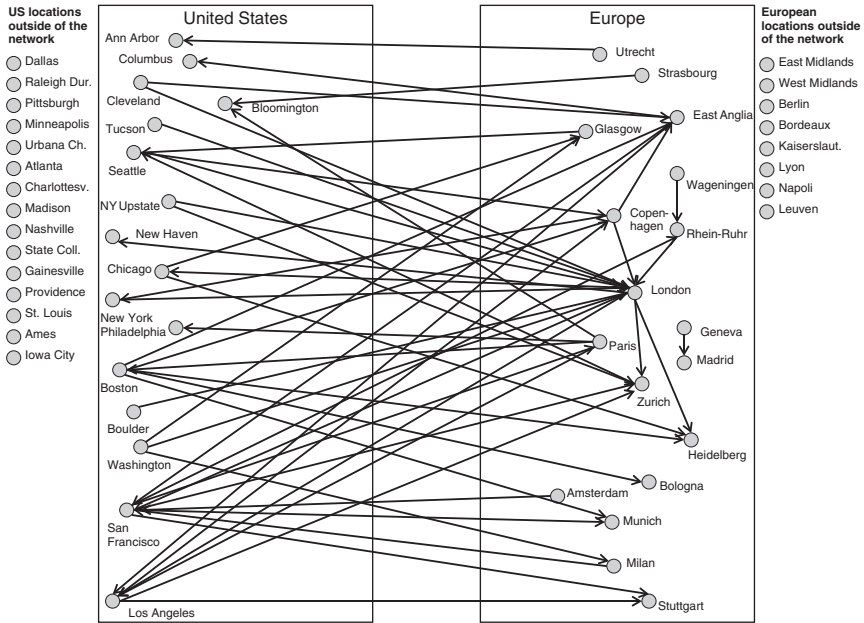 US locations
outside of the
network
Dallas
Raleigh Dur.
Pittsburgh
Minneapolis
Urbana Ch.
Atlanta
Charlottesv.
Madison
Nashville
State Coll.
Gainesville
Providence
St. Louis
Ames
Iowa City
United States
Ann Arbor
Columbus
Cleveland
Bloomington
Tucson
Seattle
NY Upstate
New Haven
Chicago
New York
Philadelphia
Boston
Boulder
Washington
San
Francisco
Los Angeles
Europe
Utrecht
Strasbourg
East Anglia
Glasgow
Wageningen
Copen-
hagen
Rhein-Ruhr
London
Geneva
Paris
Madrid
Zurich
Heidelberg
Bologna
Amsterdam
Munich
Milan
Stuttgart
European
locations outside
of the network
East Midlands
West Midlands
Berlin
Bordeaux
Kaiserslaut.
Lyon
Napoli
Leuven